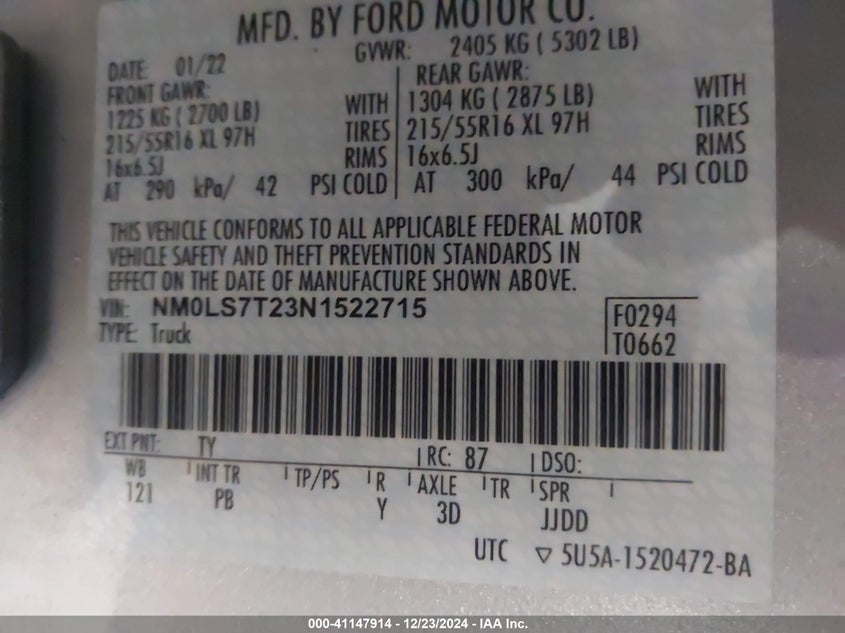 MFD. BY FORD MOTOR CO.
DATE: 01/22 GVWR: 2405 KG ( 5302 LB)
FRONT GAWR: REAR GAWR:
1225 KG ( 2700 LB) WITH 1304 KG ( 2875 LB) WITH
215/55R16 XL 97H TIRES 215/55R16 XL 97H TIRES
16x6.5J RIMS 16x6.5J RIMS
AT 290 kPa/ 42 PSI COLD AT 300 kPa/ 44 PSI COLD
THIS VEHICLE CONFORMS TO ALL APPLICABLE FEDERAL MOTOR
VEHICLE SAFETY AND THEFT PREVENTION STANDARDS IN
EFFECT ON THE DATE OF MANUFACTURE SHOWN ABOVE.
VIN: NM0LS7T23N1522715 F0294
TYPE: Truck T0662
EXT PNT: TY RC: 87 DSO:
WB INT TR TP/PS R AXLE TR SPR
121 PB Y 3D JJDD
UTC ▽ 5U5A-1520472-BA
000-41147914 - 12/23/2024 - IAA Inc.